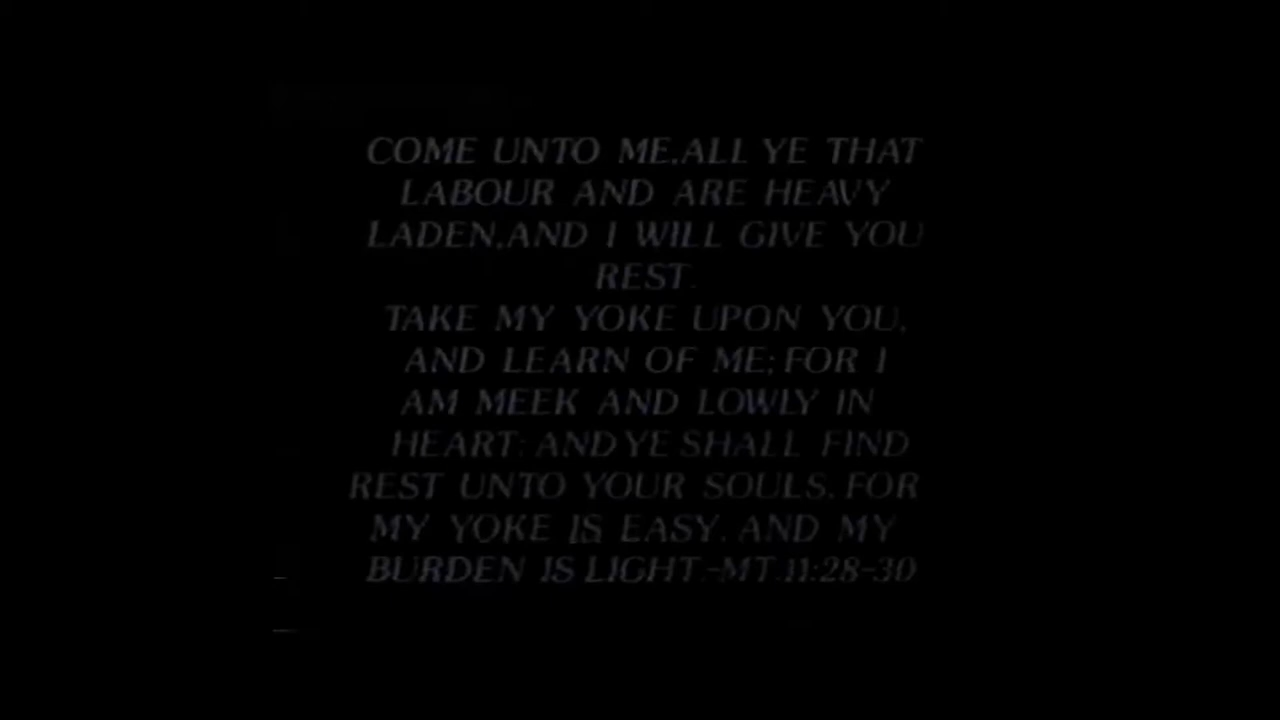 COME UNTO ME,ALL YE THAT
LABOUR AND ARE HEAVY
LADEN,AND I WILL GIVE YOU
REST.
TAKE MY YOKE UPON YOU,
AND LEARN OF ME; FOR I
AM MEEK AND LOWLY IN
HEART: AND YE SHALL FIND
REST UNTO YOUR SOULS. FOR
MY YOKE IS EASY, AND MY
BURDEN IS LIGHT.-MT.11:28-30